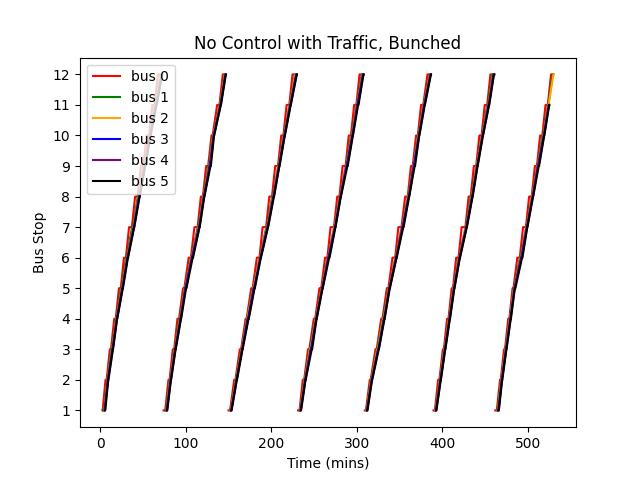 No Control with Traffic, Bunched
bus 0
bus 1
bus 2
bus 3
bus 4
bus 5
12
11
10
9
8
7
6
5
4
3
2
1
Bus Stop
0 100 200 300 400 500
Time (mins)